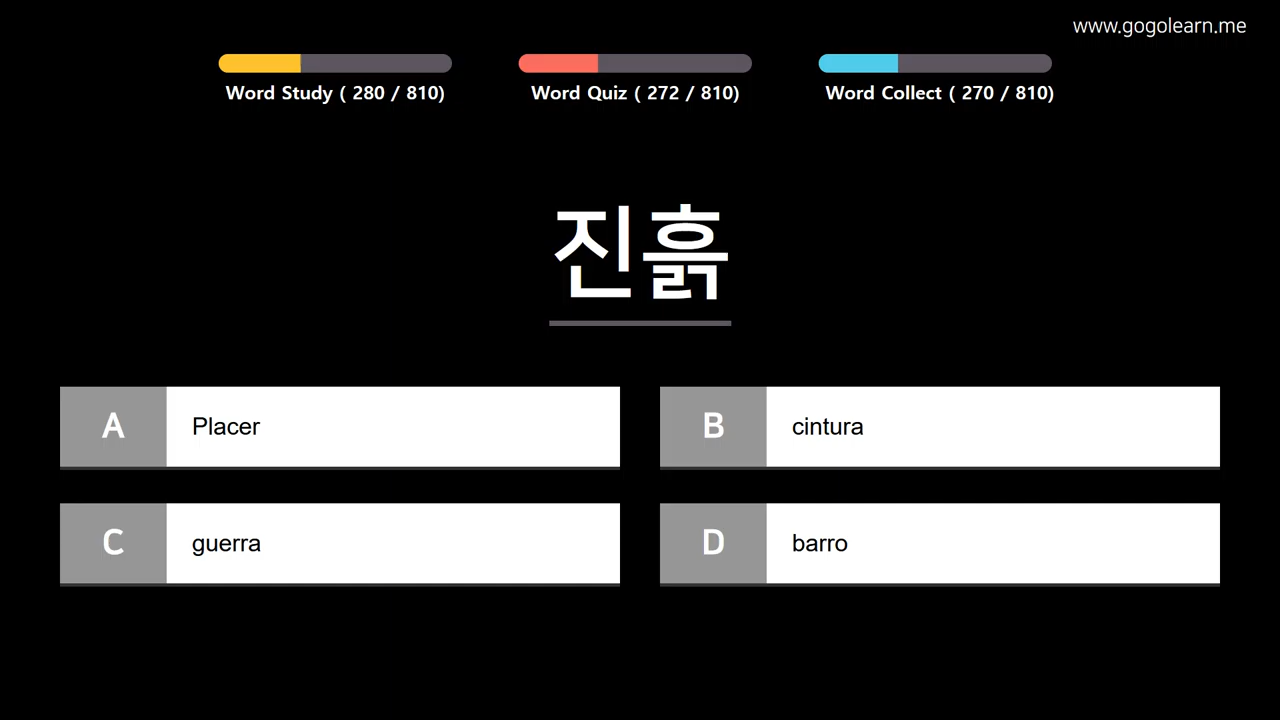 www.gogolearn.me
Word Study ( 280 / 810)
Word Quiz ( 272 / 810)
Word Collect ( 270 / 810)
진흙
A Placer
B cintura
C guerra
D barro